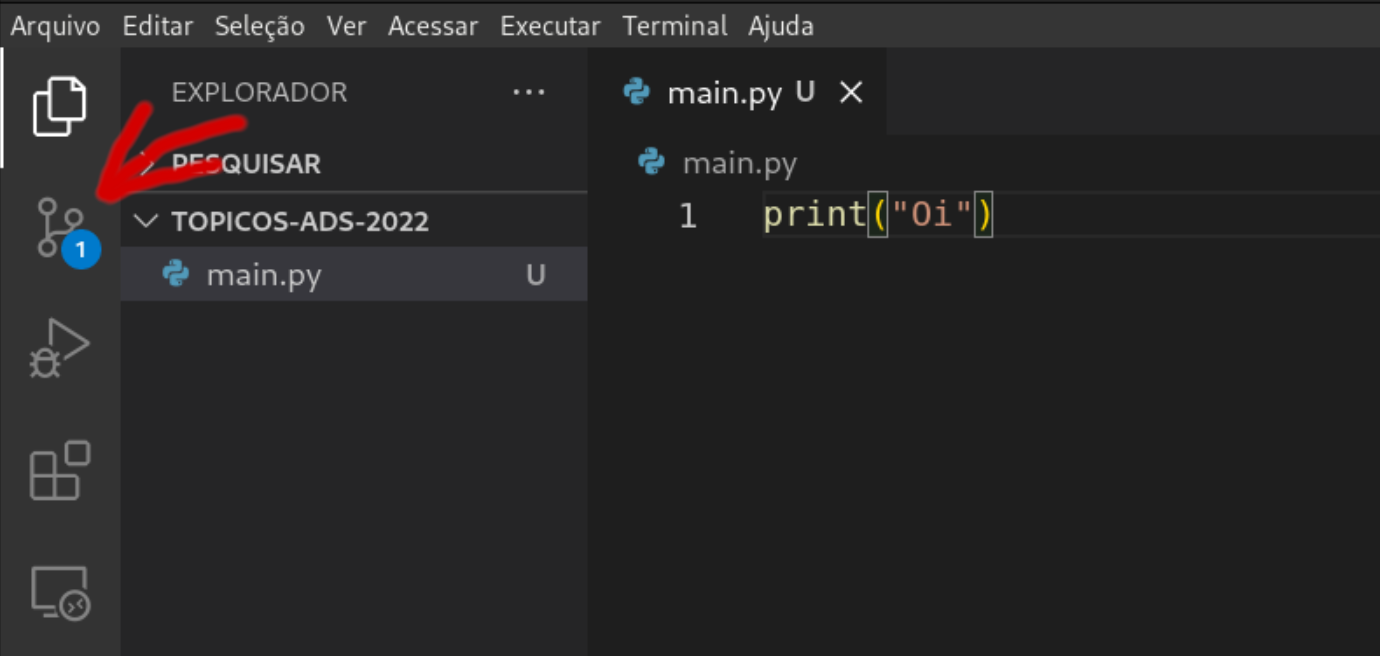 Arquivo Editar Seleção Ver Acessar Executar Terminal Ajuda
EXPLORADOR ...
PESQUISAR
TOPICOS-ADS-2022
main.py U
1
main.py U
main.py
1 print("Oi")